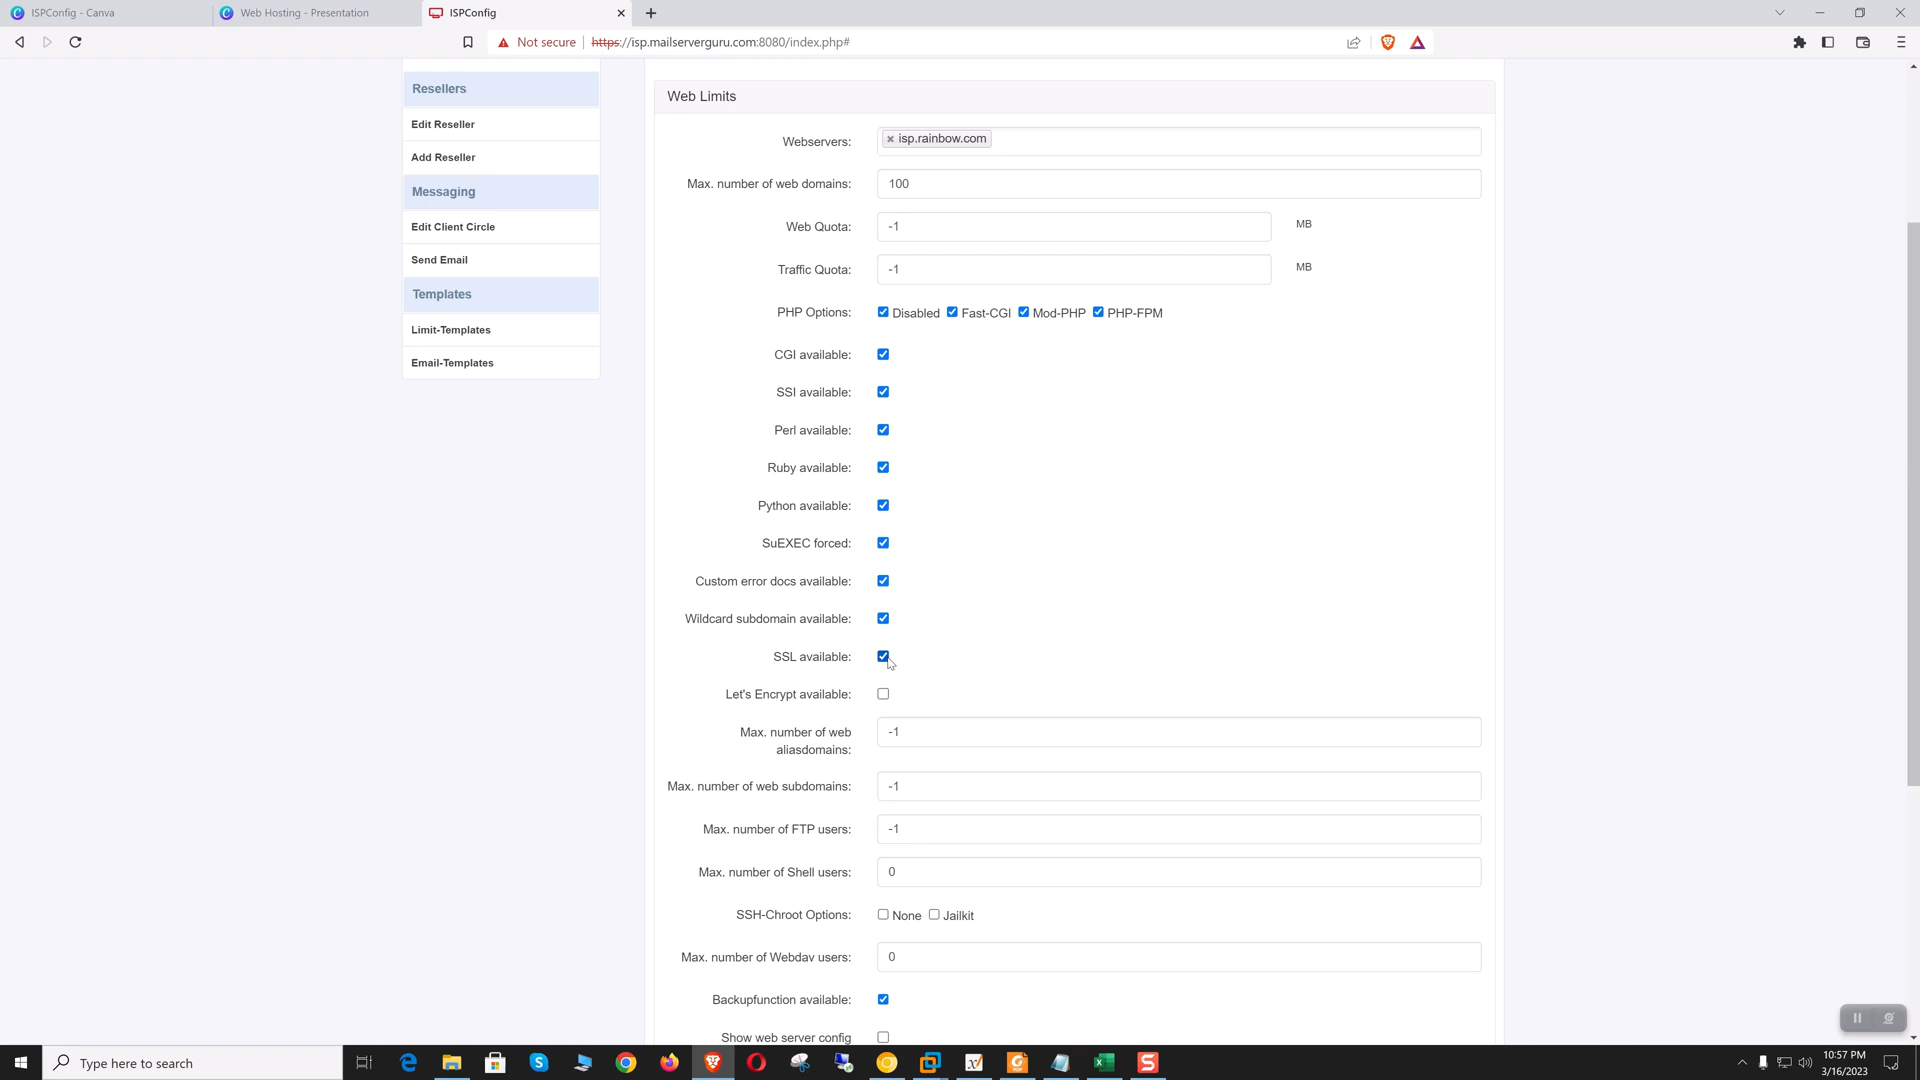 ISPConfig - Canva
Web Hosting - Presentation
ISPConfig
Not secure
https://isp.mailserverguru.com:8080/index.php#
Resellers
Edit Reseller
Add Reseller
Messaging
Edit Client Circle
Send Email
Templates
Limit-Templates
Email-Templates
Web Limits
Webservers: isp.rainbow.com
Max. number of web domains: 100
Web Quota: -1 MB
Traffic Quota: -1 MB
PHP Options: Disabled Fast-CGI Mod-PHP PHP-FPM
CGI available:
SSI available:
Perl available:
Ruby available:
Python available:
SuEXEC forced:
Custom error docs available:
Wildcard subdomain available:
SSL available:
Let's Encrypt available:
Max. number of web
aliasdomains: -1
Max. number of web subdomains: -1
Max. number of FTP users: -1
Max. number of Shell users: 0
SSH-Chroot Options: None Jailkit
Max. number of Webdav users: 0
Backupfunction available:
Show web server config
Type here to search
10:57 PM
3/16/2023